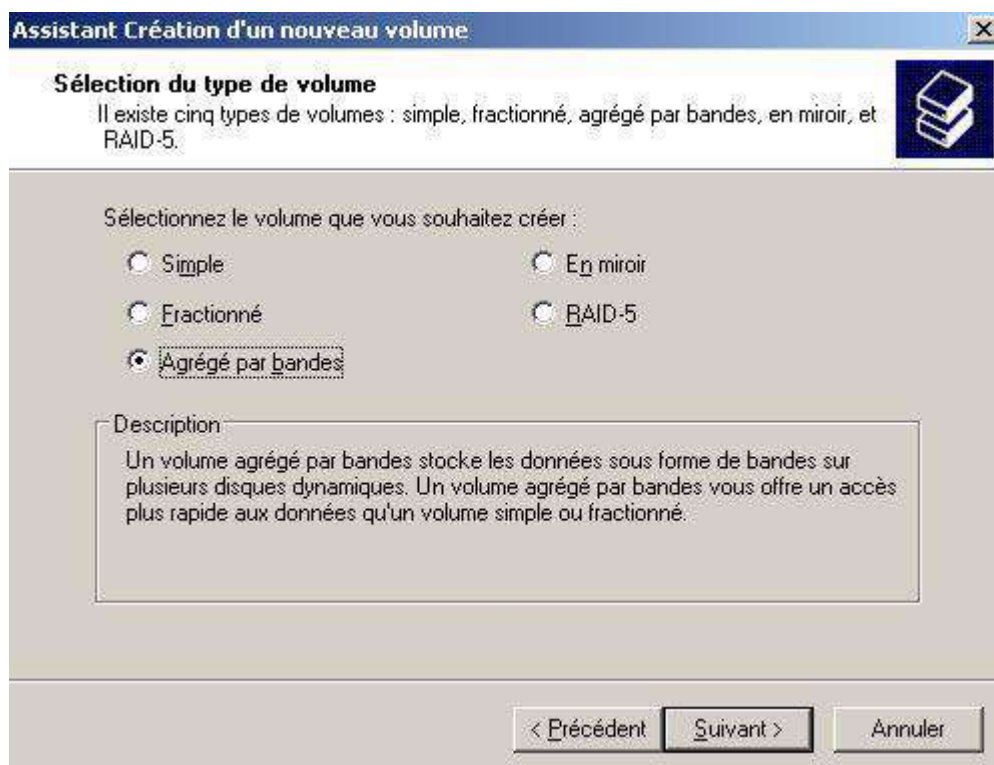 Assistant Création d'un nouveau volume
Sélection du type de volume
Il existe cinq types de volumes : simple, fractionné, agrégé par bandes, en miroir, et
RAID-5.
Sélectionnez le volume que vous souhaitez créer :
Simple
En miroir
Fractionné
RAID-5
Agrégé par bandes
Description
Un volume agrégé par bandes stocke les données sous forme de bandes sur
plusieurs disques dynamiques. Un volume agrégé par bandes vous offre un accès
plus rapide aux données qu'un volume simple ou fractionné.
< Précédent
Suivant >
Annuler